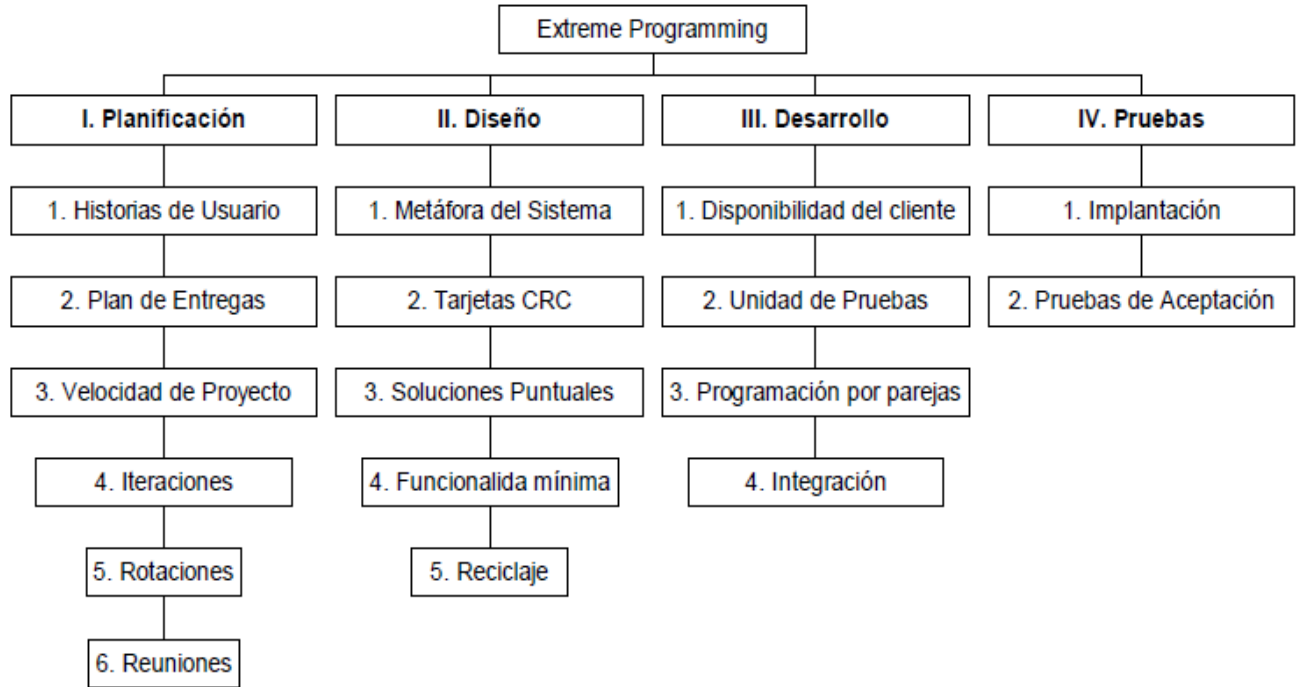 Extreme Programming
I. Planificación
II. Diseño
III. Desarrollo
IV. Pruebas
1. Historias de Usuario
1. Metáfora del Sistema
1. Disponibilidad del cliente
1. Implantación
2. Plan de Entregas
2. Tarjetas CRC
2. Unidad de Pruebas
2. Pruebas de Aceptación
3. Velocidad de Proyecto
3. Soluciones Puntuales
3. Programación por parejas
4. Iteraciones
4. Funcionalida mínima
4. Integración
5. Rotaciones
5. Reciclaje
6. Reuniones